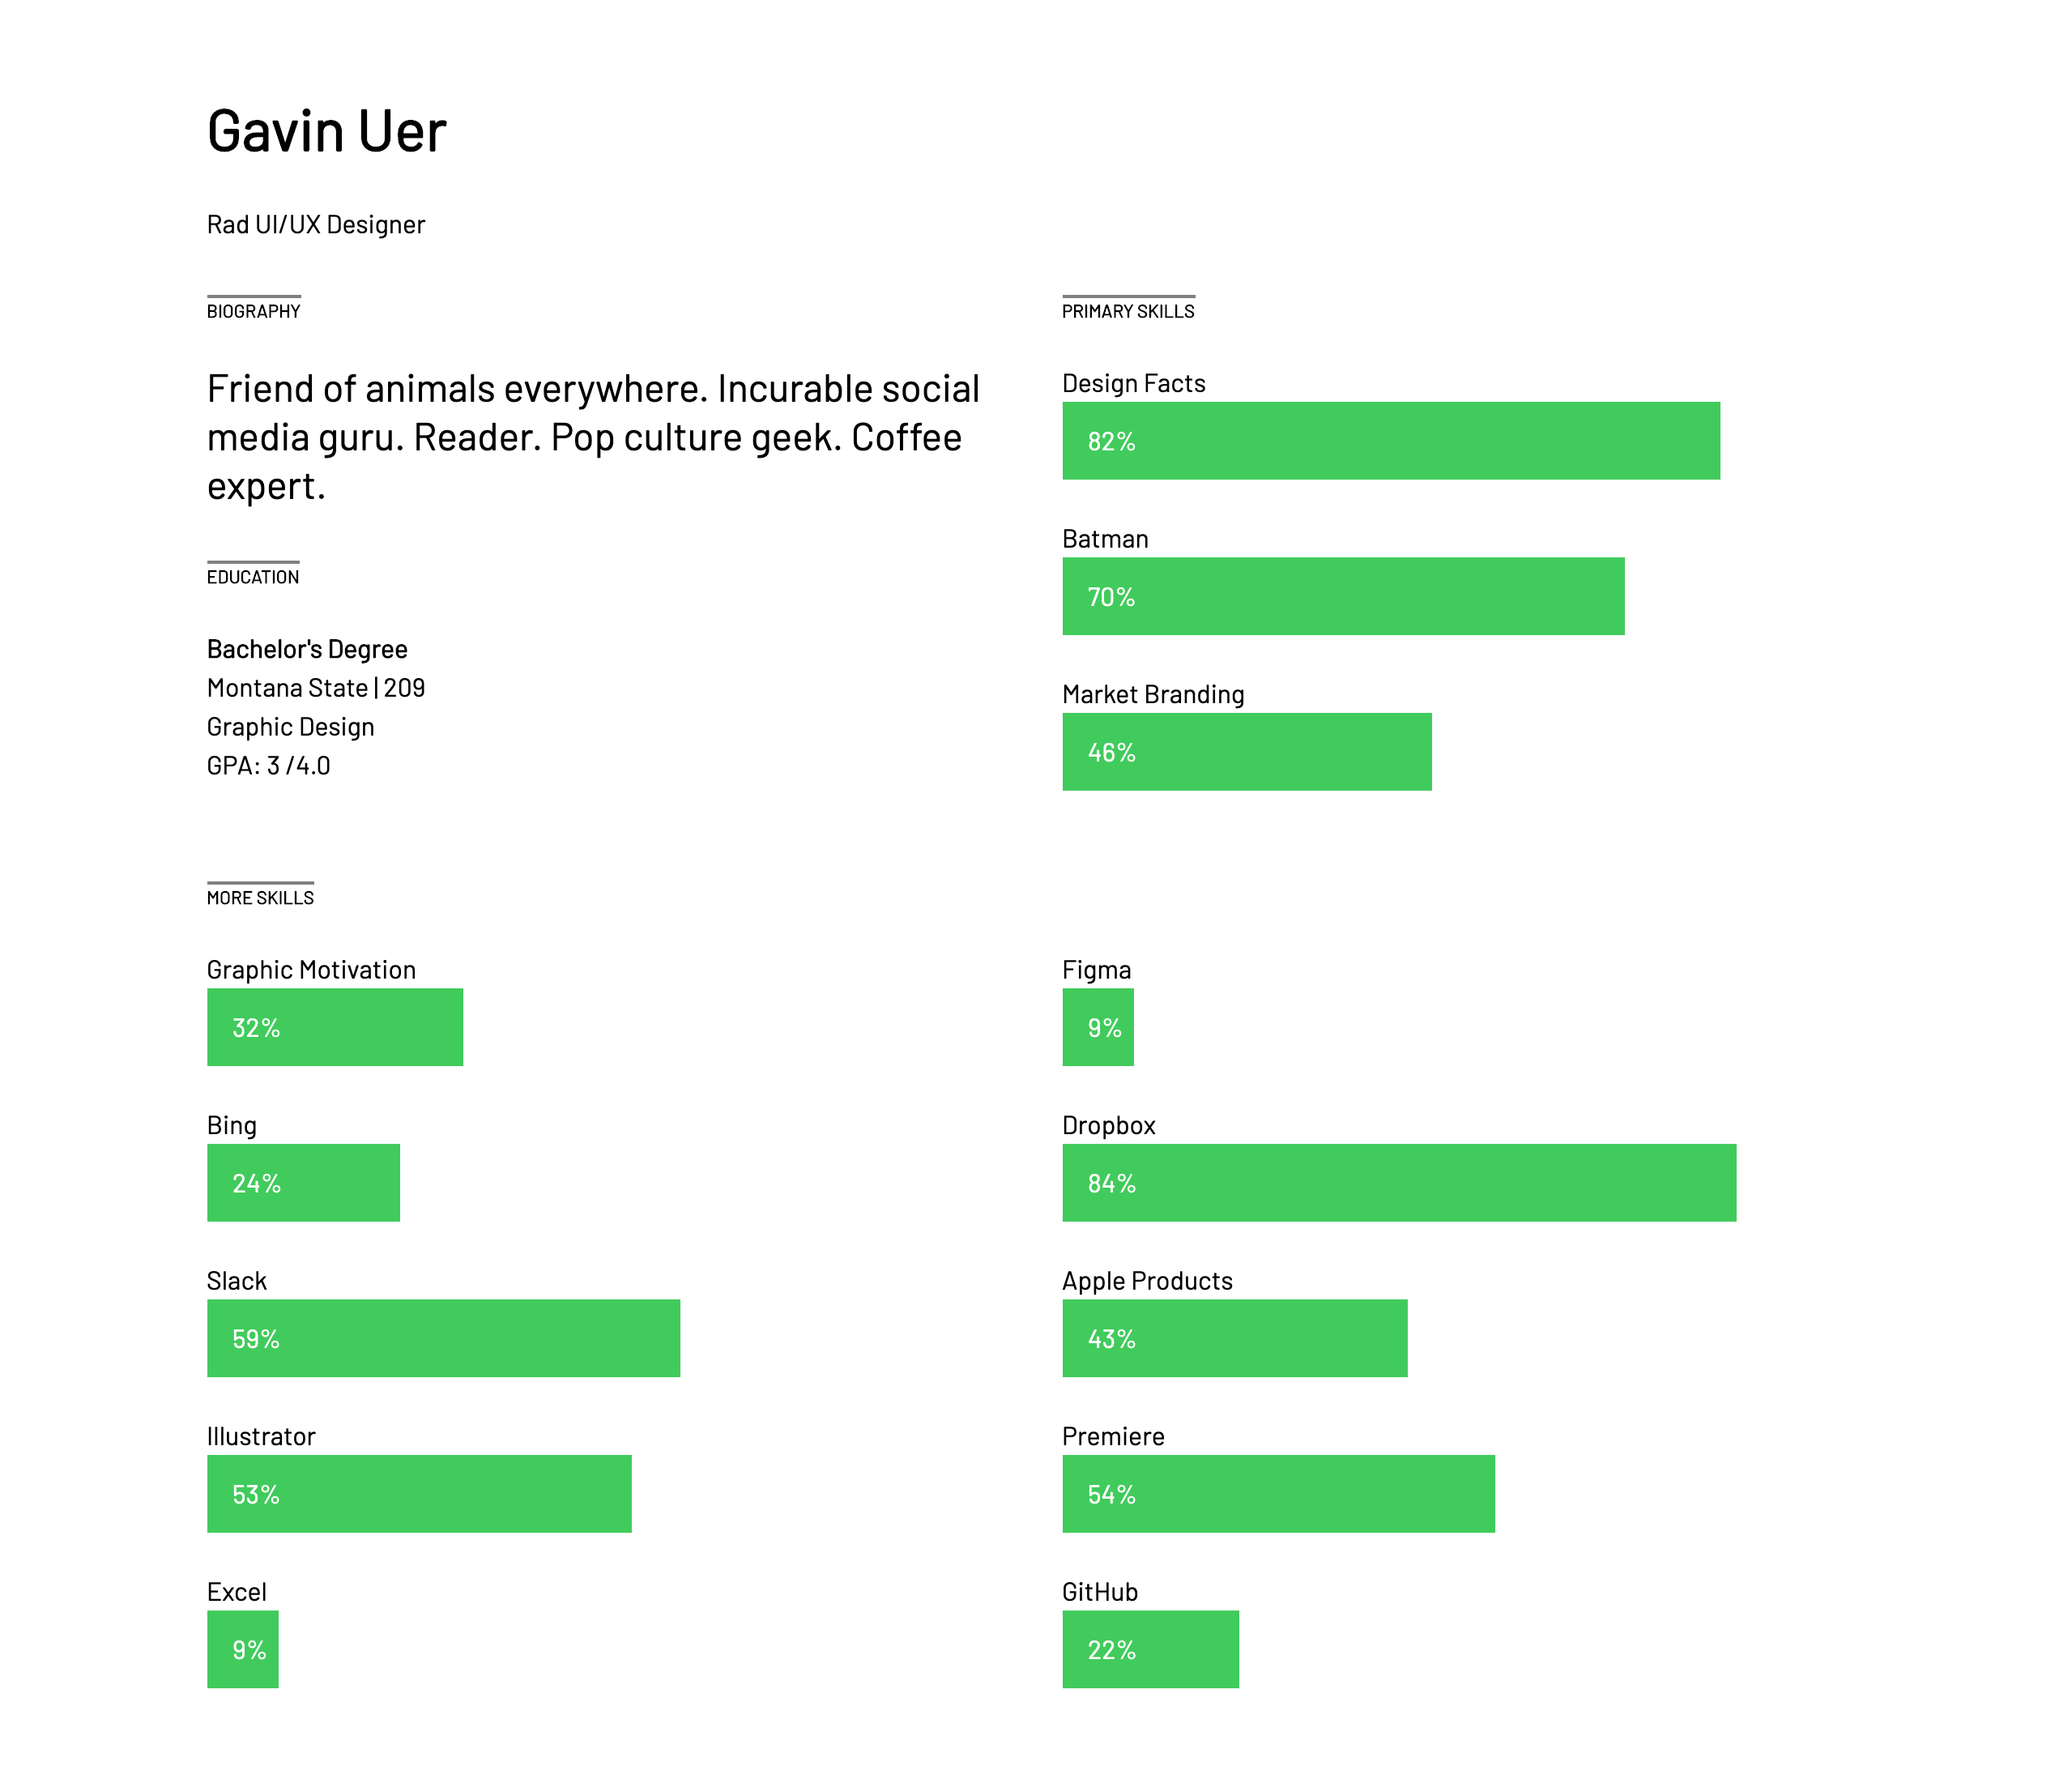 Gavin Uer
Rad UI/UX Designer
BIOGRAPHY
Friend of animals everywhere. Incurable social
media guru. Reader. Pop culture geek. Coffee
expert.
EDUCATION
Bachelor's Degree
Montana State | 209
Graphic Design
GPA: 3 /4.0
PRIMARY SKILLS
Design Facts
82%
Batman
70%
Market Branding
46%
MORE SKILLS
Graphic Motivation
32%
Bing
24%
Slack
59%
Illustrator
53%
Excel
9%
Figma
9%
Dropbox
84%
Apple Products
43%
Premiere
54%
GitHub
22%